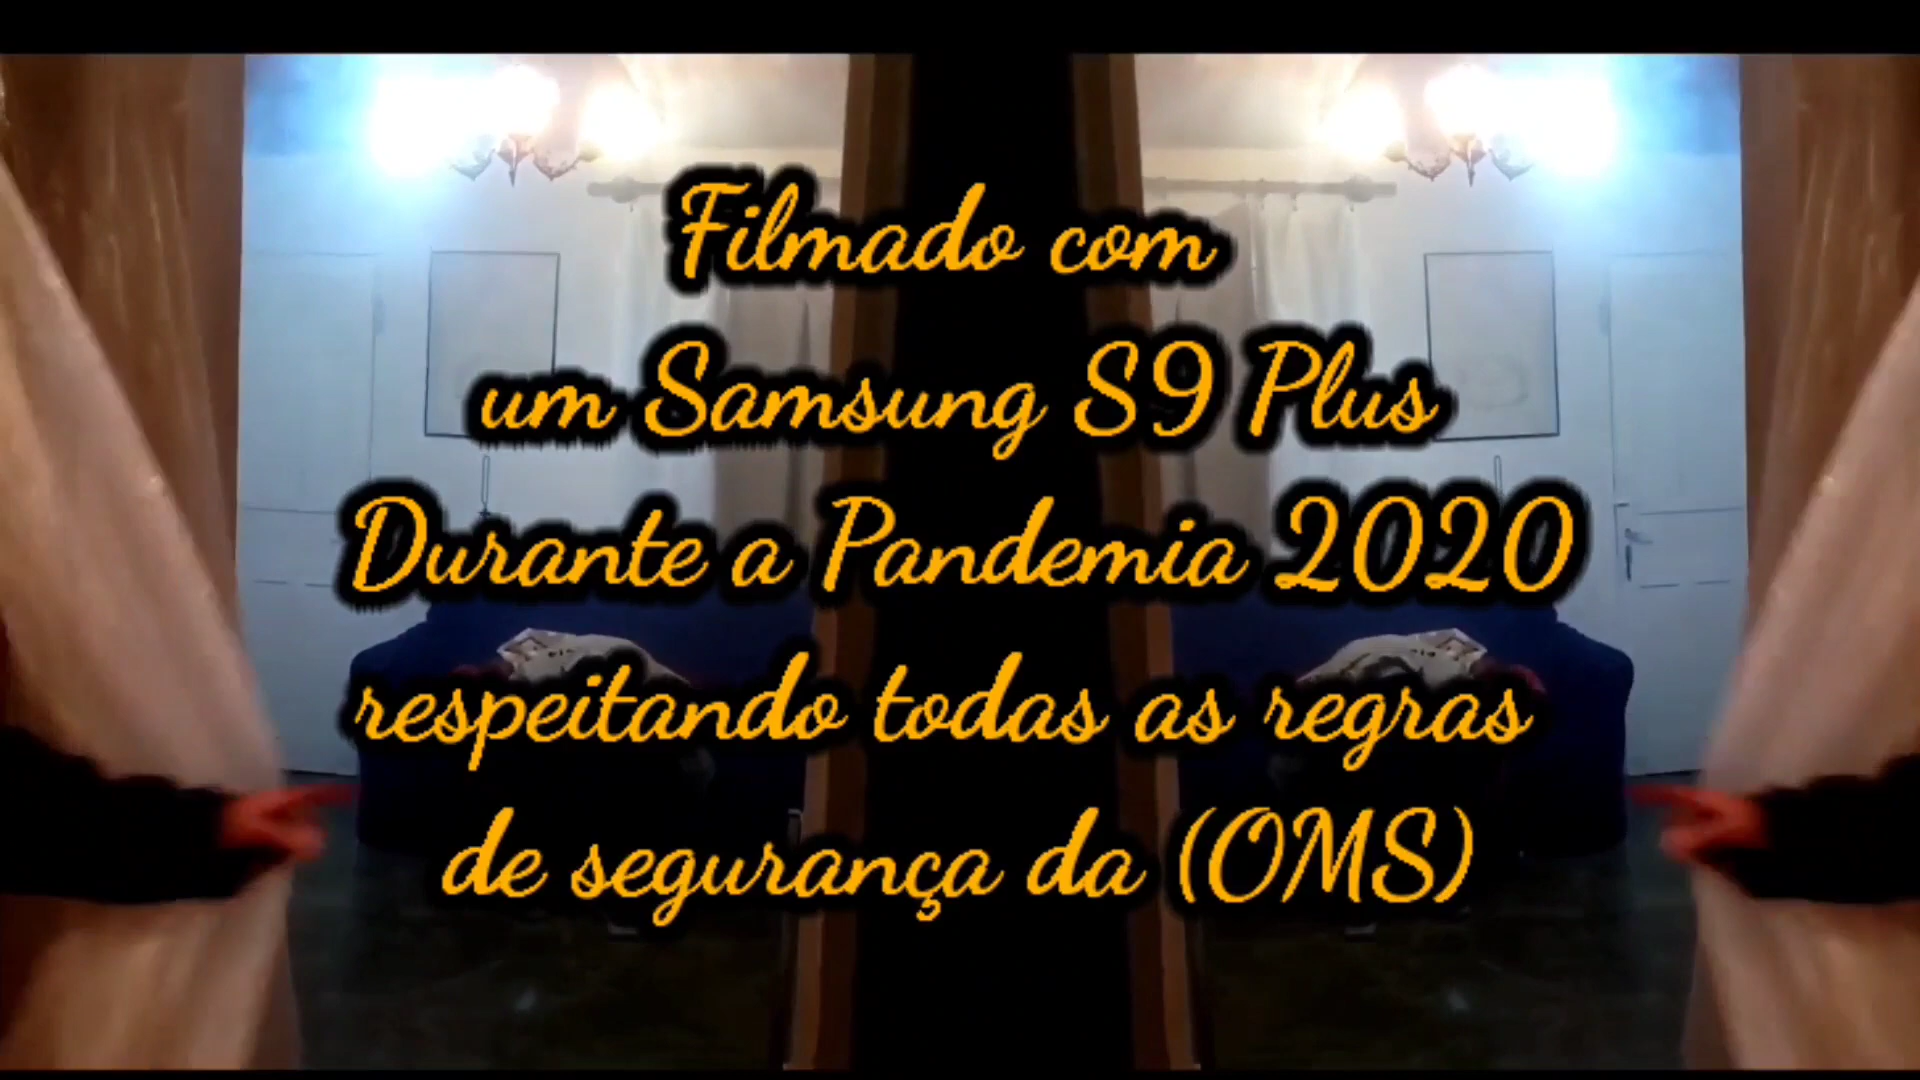 Filmado com
um Samsung S9 Plus
Durante a Pandemia 2020
respeitando todas as regras
de segurança da (OMS)